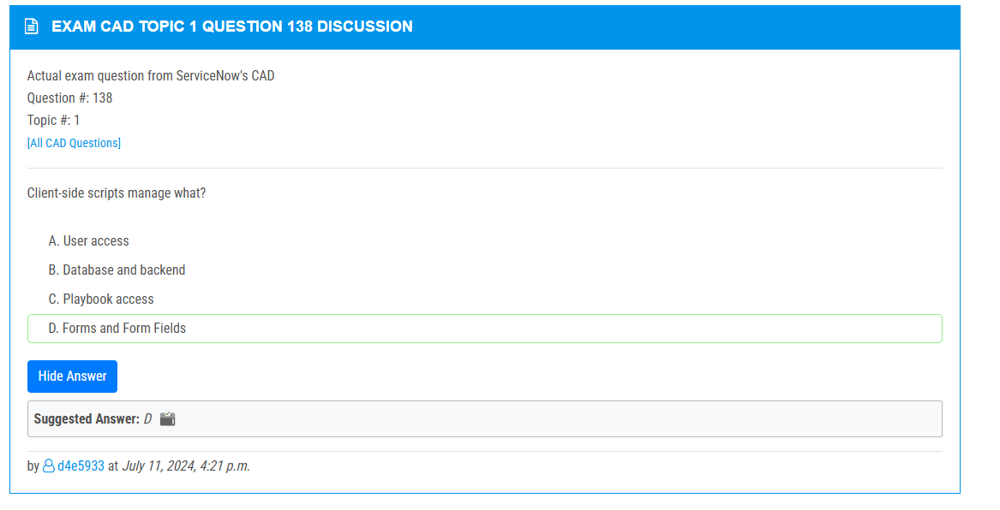 EXAM CAD TOPIC 1 QUESTION 138 DISCUSSION
Actual exam question from ServiceNow's CAD
Question #: 138
Topic #: 1
[All CAD Questions]
Client-side scripts manage what?
A. User access
B. Database and backend
C. Playbook access
D. Forms and Form Fields
Hide Answer
Suggested Answer: D
by d4e5933 at July 11, 2024, 4:21 p.m.